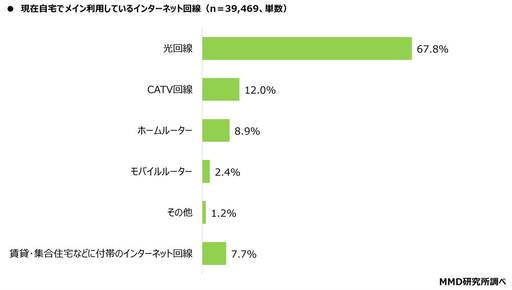 ● 現在自宅でメイン利用しているインターネット回線（n＝39,469、単数）
光回線 67.8%
CATV回線 12.0%
ホームルーター 8.9%
モバイルルーター 2.4%
その他 1.2%
賃貸・集合住宅などに付帯のインターネット回線 7.7%
MMD研究所調べ